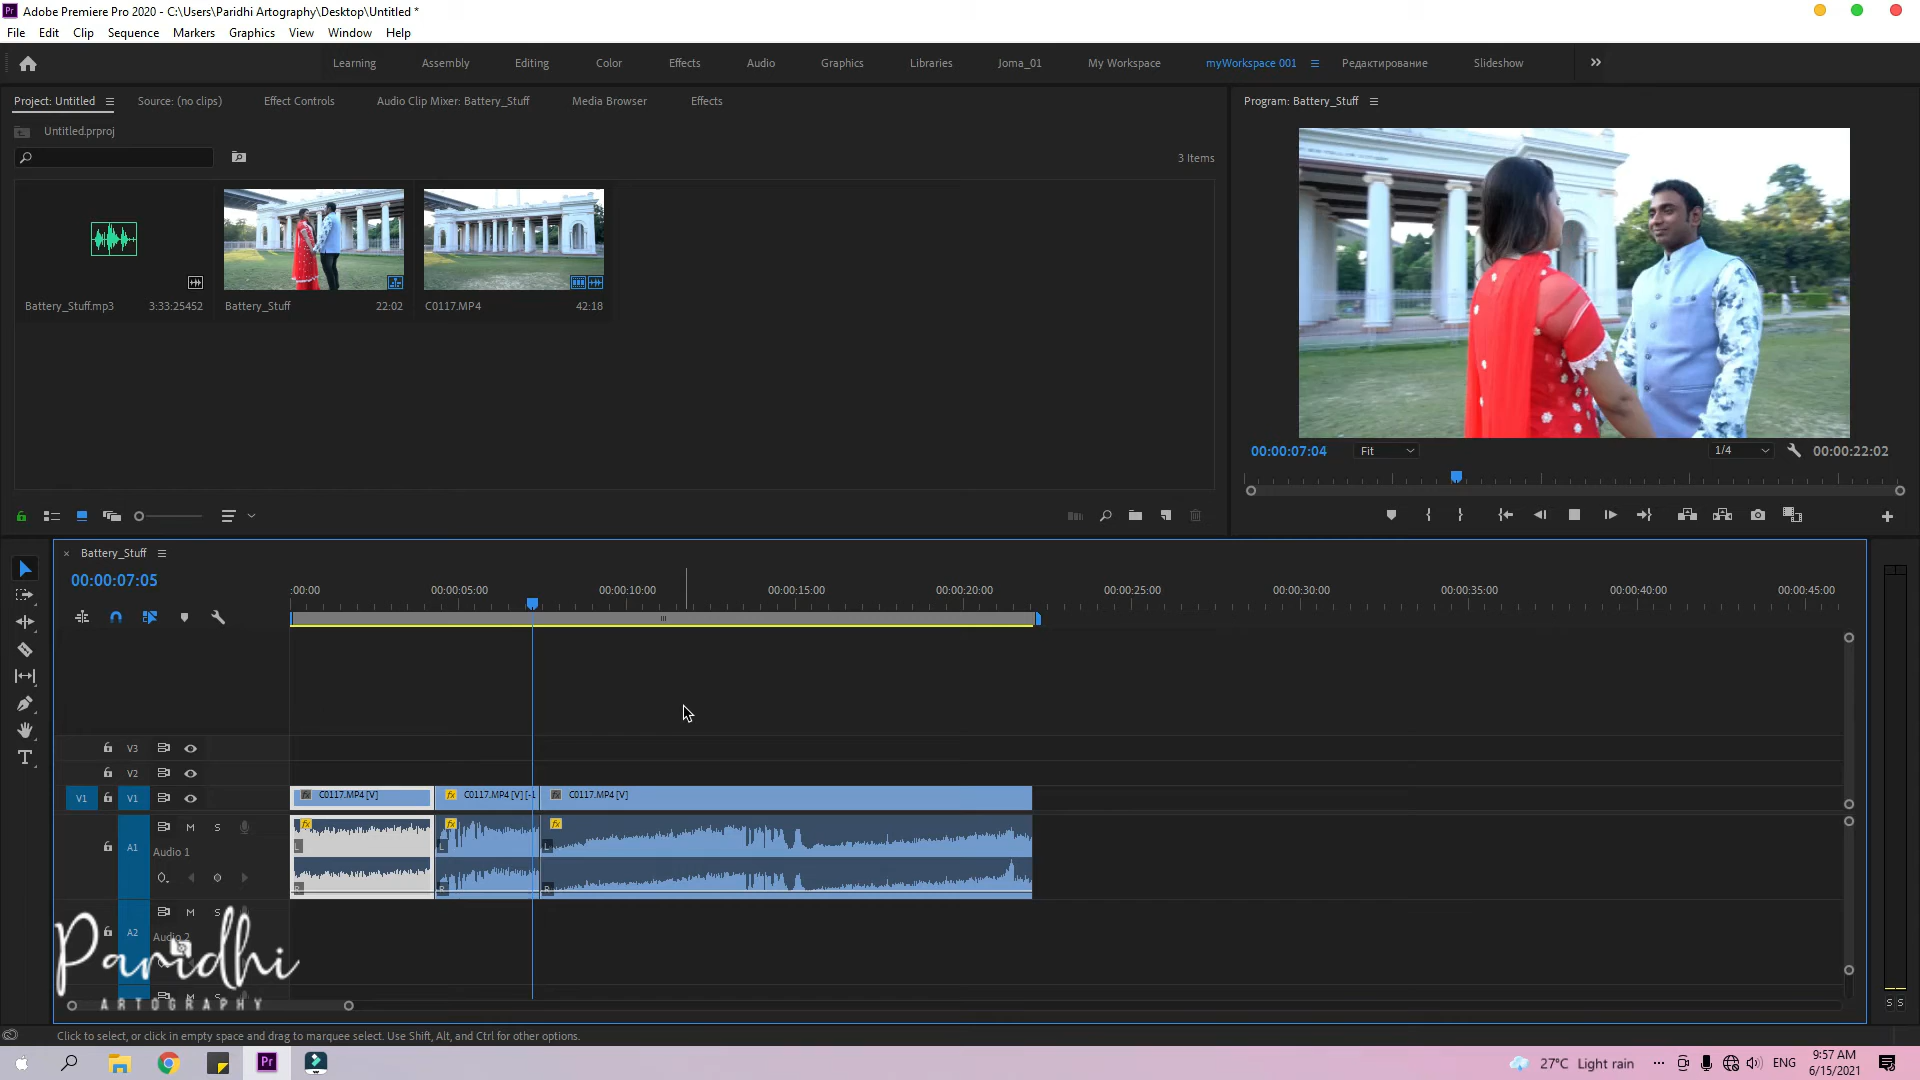 Adobe Premiere Pro 2020 - C:\Users\Paridhi Artography\Desktop\Untitled *
File Edit Clip Sequence Markers Graphics View Window Help
Learning Assembly Editing Color Effects Audio Graphics Libraries Joma_01 My Workspace myWorkspace 001 Редактирование Slideshow
Project: Untitled Source: (no clips) Effect Controls Audio Clip Mixer: Battery_Stuff Media Browser Effects Program: Battery_Stuff
Untitled.prproj
3 Items
Battery_Stuff.mp3 3:33:25452 Battery_Stuff 22:02 C0117.MP4 42:18
00:00:07:04 Fit 1/4 00:00:22:02
Battery_Stuff
00:00:07:05
:00:00 00:00:05:00 00:00:10:00 00:00:15:00 00:00:20:00 00:00:25:00 00:00:30:00 00:00:35:00 00:00:40:00 00:00:45:00
V3
V2
V1 V1 fx C0117.MP4 [V] fx C0117.MP4 [V] [-1 fx C0117.MP4 [V]
M S fx fx fx
A1 L L L
Audio 1
R R R
M S
A2 Audio 2
Paridhi
ARTOGRAPHY
M S
S S
Click to select, or click in empty space and drag to marquee select. Use Shift, Alt, and Ctrl for other options.
Pr 27°C Light rain ENG 9:57 AM
6/15/2021